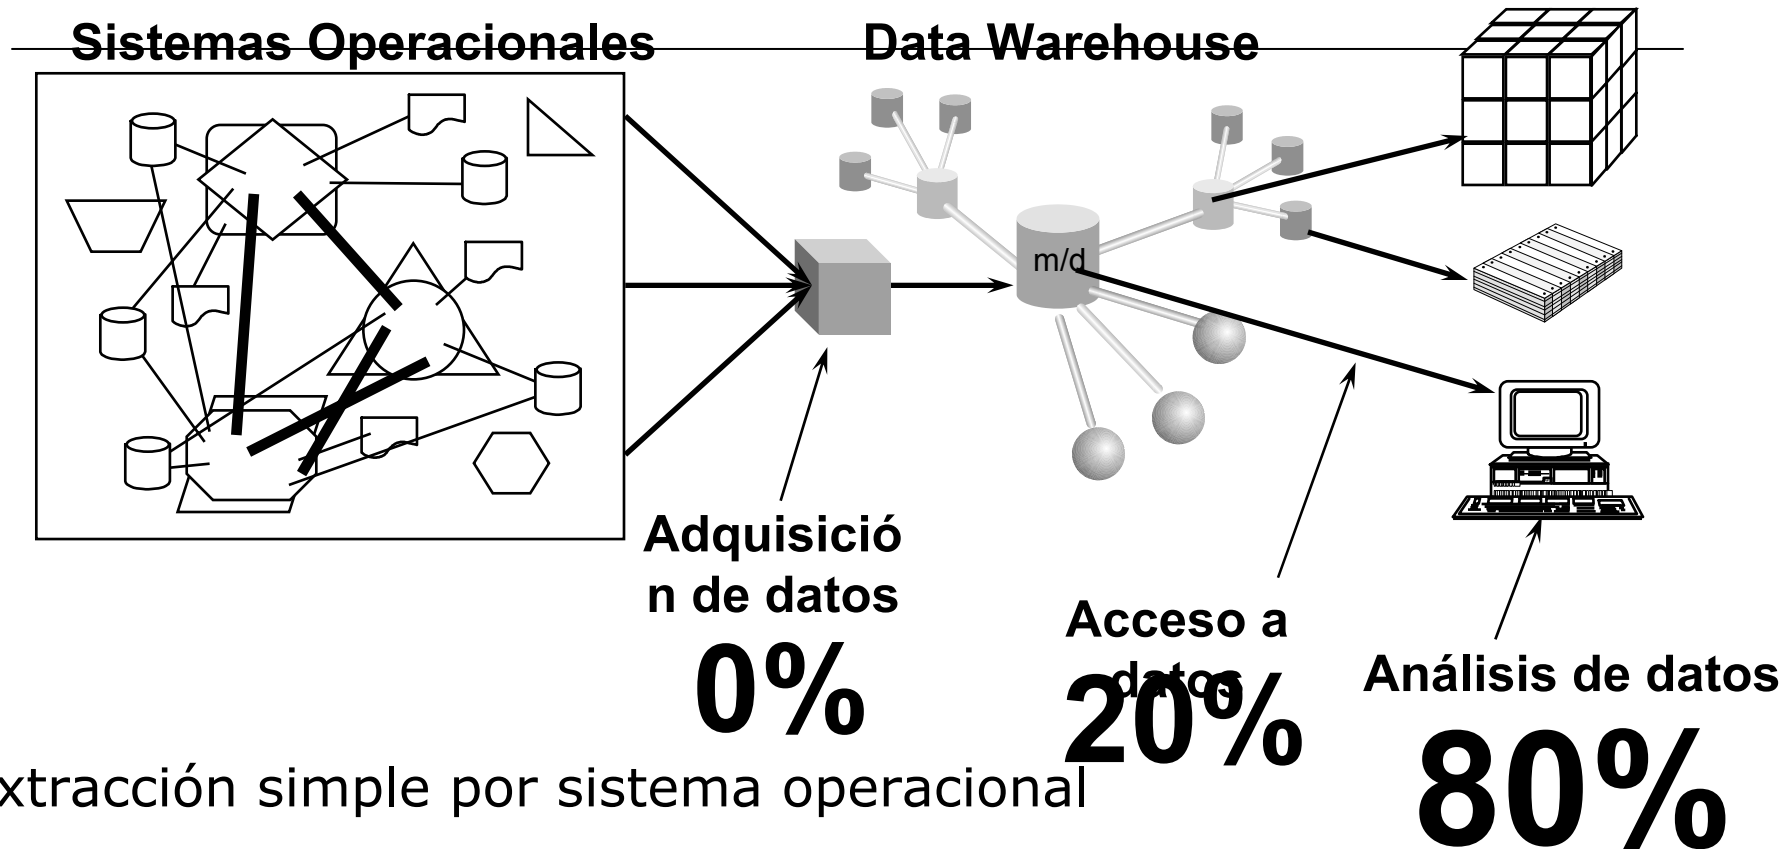 Sistemas Operacionales
Data Warehouse
m/d
Adquisició
n de datos
0%
Acceso a
datos
20%
Análisis de datos
80%
xtracción simple por sistema operacional